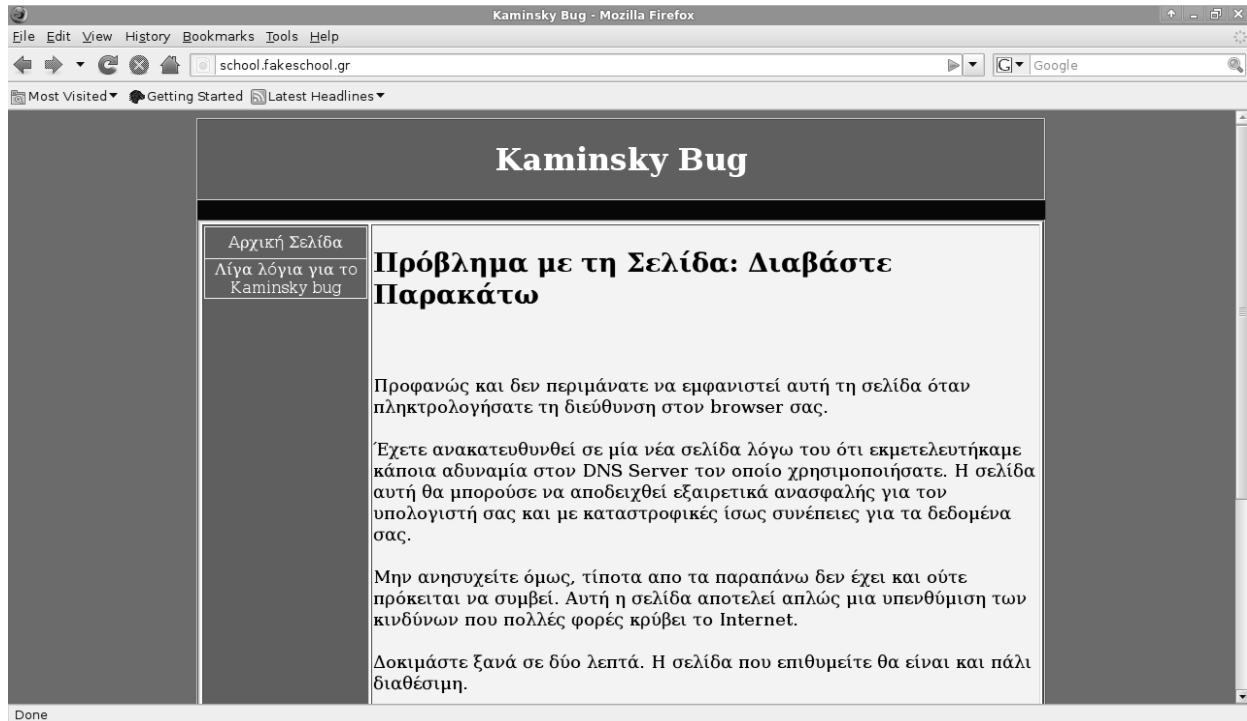 Kaminsky Bug - Mozilla Firefox
File Edit View History Bookmarks Tools Help
school.fakeschool.gr
G
Google
Most Visited Getting Started Latest Headlines
Kaminsky Bug
Αρχική Σελίδα
Λίγα λόγια για το
Kaminsky bug
Πρόβλημα με τη Σελίδα: Διαβάστε
Παρακάτω
Προφανώς και δεν περιμάνατε να εμφανιστεί αυτή τη σελίδα όταν
πληκτρολογήσατε τη διεύθυνση στον browser σας.
Έχετε ανακατευθυνθεί σε μία νέα σελίδα λόγω του ότι εκμετελευτήκαμε
κάποια αδυναμία στον DNS Server τον οποίο χρησιμοποιήσατε. Η σελίδα
αυτή θα μπορούσε να αποδειχθεί εξαιρετικά ανασφαλής για τον
υπολογιστή σας και με καταστροφικές ίσως συνέπειες για τα δεδομένα
σας.
Μην ανησυχείτε όμως, τίποτα απο τα παραπάνω δεν έχει και ούτε
πρόκειται να συμβεί. Αυτή η σελίδα αποτελεί απλώς μια υπενθύμιση των
κινδύνων που πολλές φορές κρύβει το Internet.
Δοκιμάστε ξανά σε δύο λεπτά. Η σελίδα που επιθυμείτε θα είναι και πάλι
διαθέσιμη.
Done